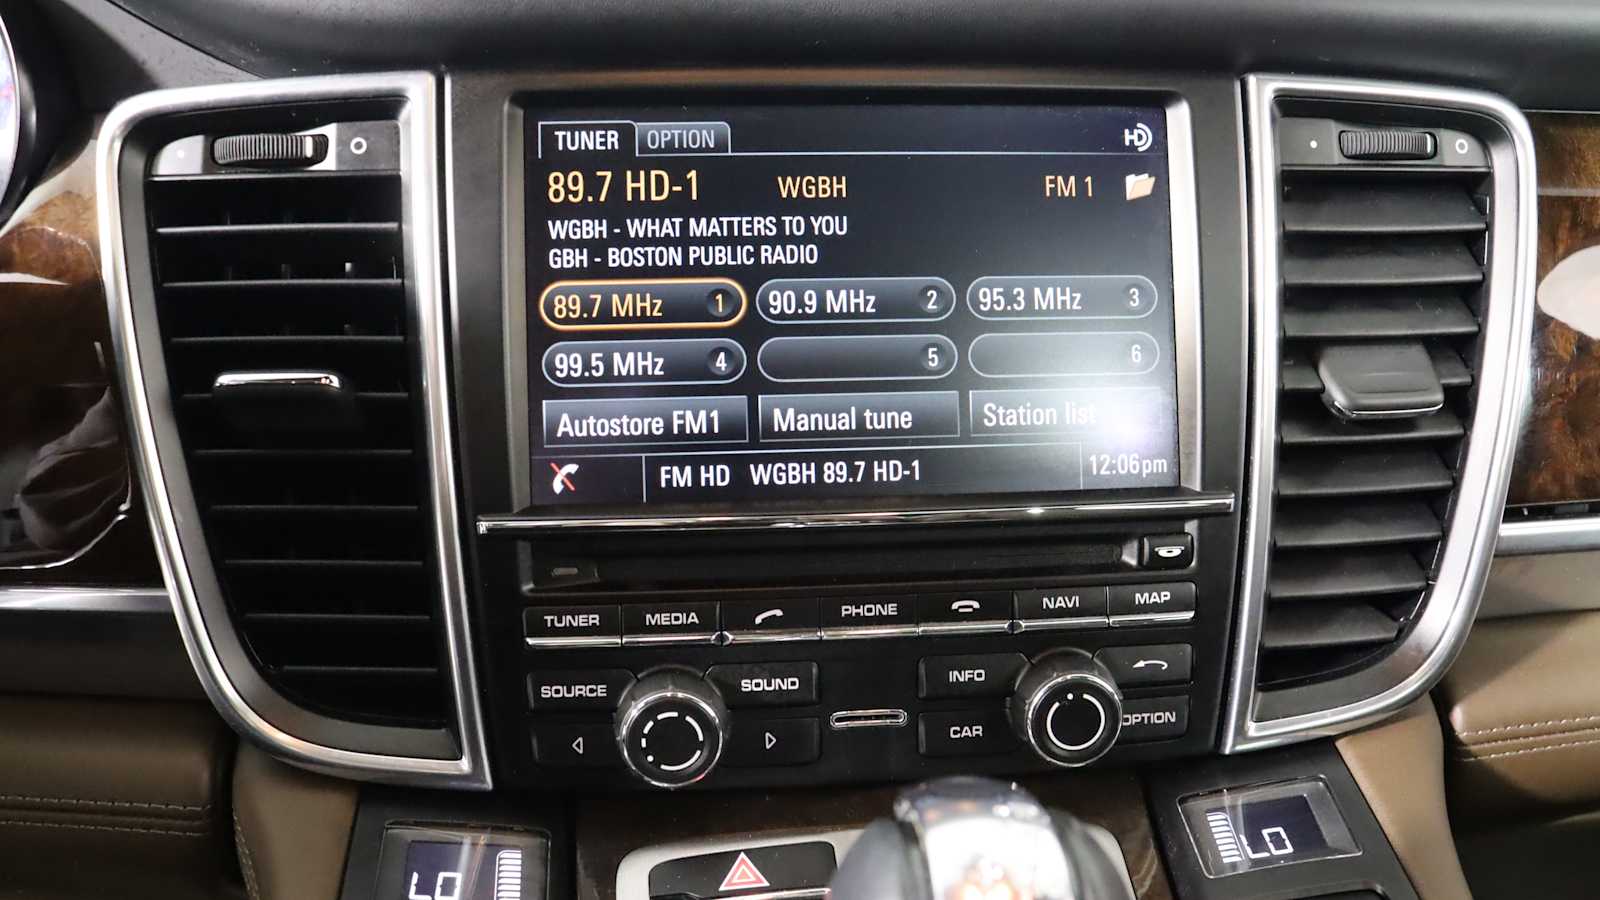 TUNER OPTION HD
89.7 HD-1 WGBH FM 1
WGBH - WHAT MATTERS TO YOU
GBH - BOSTON PUBLIC RADIO
89.7 MHz 1 90.9 MHz 2 95.3 MHz 3
99.5 MHz 4 5 6
Autostore FM1 Manual tune Station list
FM HD WGBH 89.7 HD-1 12:06pm
TUNER MEDIA PHONE NAVI MAP
SOURCE SOUND INFO
CAR OPTION
LO LO